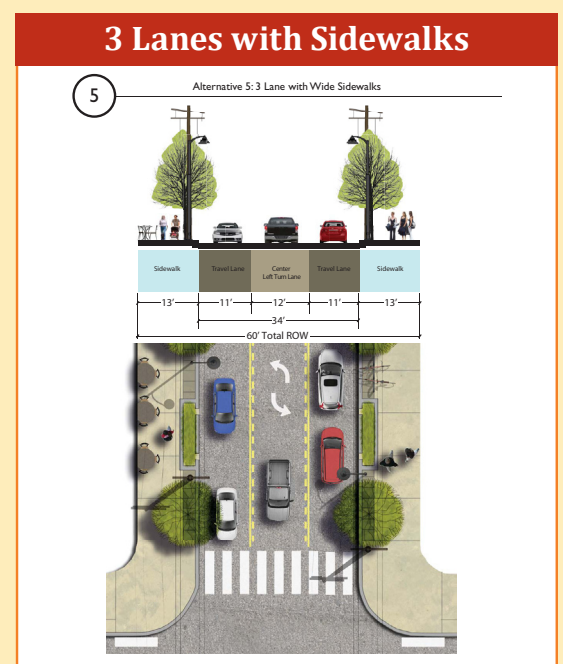 3 Lanes with Sidewalks
5
Alternative 5: 3 Lane with Wide Sidewalks
Sidewalk
Travel Lane
Center
Left Turn Lane
Travel Lane
Sidewalk
13'
11'
12'
11'
13'
34'
60' Total ROW